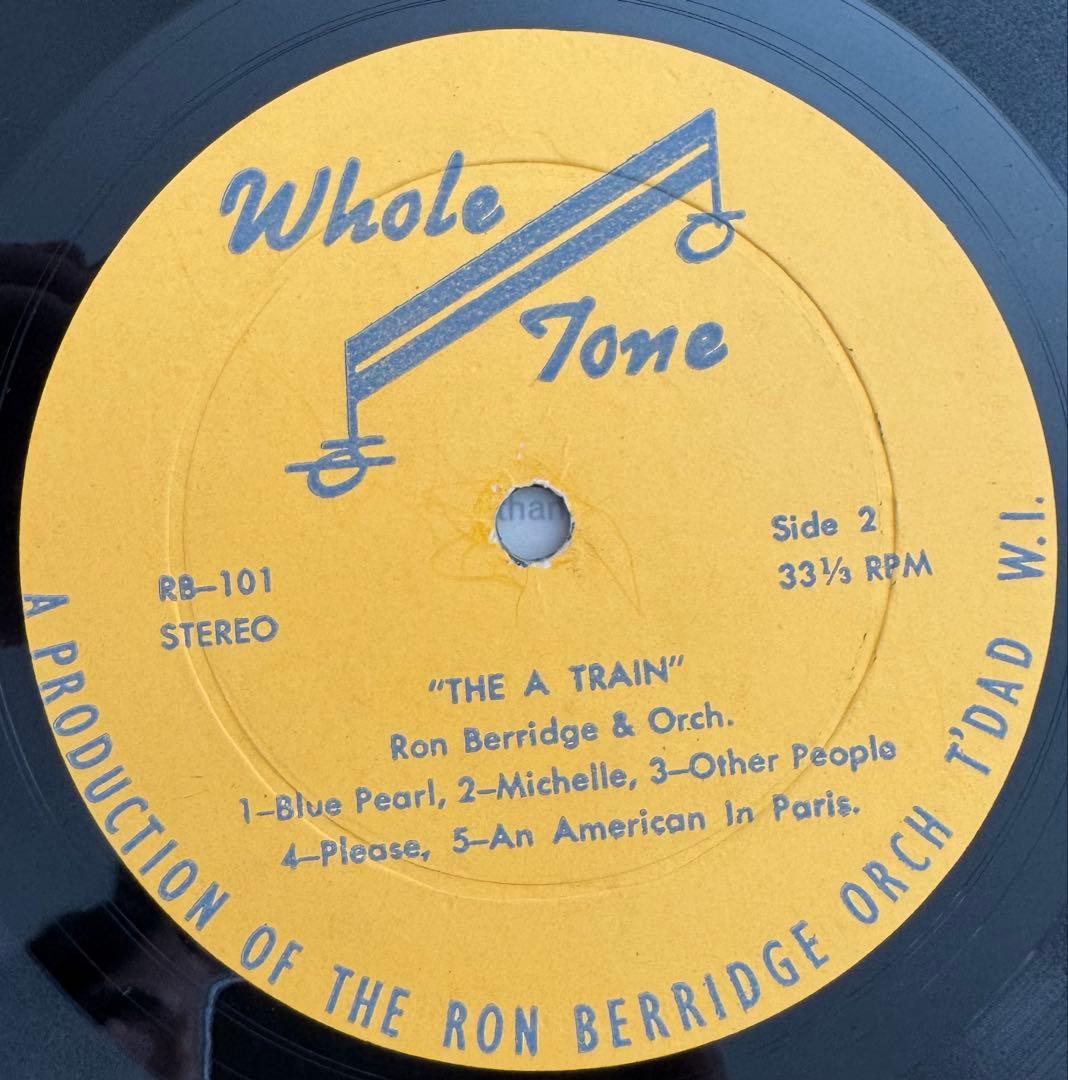 Whole
Tone
Side 2
33⅓ RPM
RB-101
STEREO
"THE A TRAIN"
Ron Berridge & Orch.
1-Blue Pearl, 2-Michelle, 3-Other People
4-Please, 5-An American In Paris.
A PRODUCTION OF THE RON BERRIDGE ORCH T'DAD W.I.